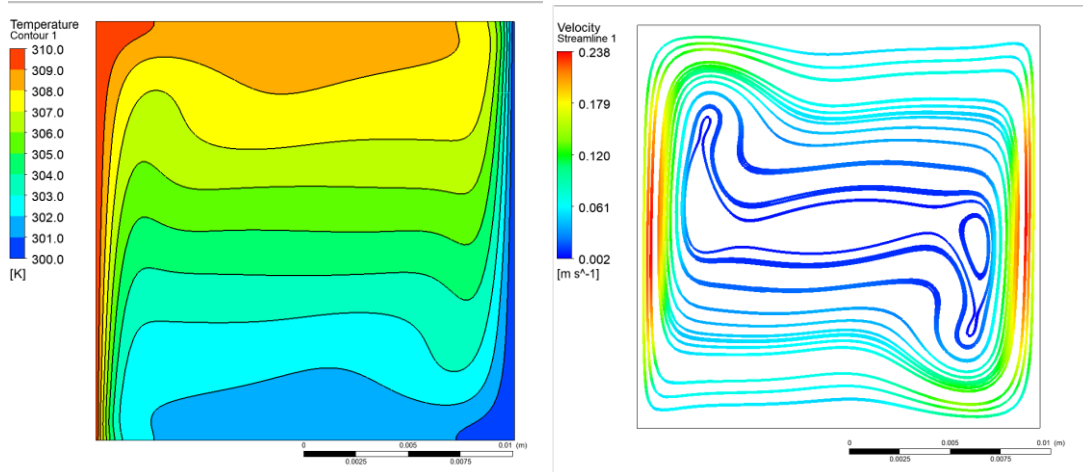 Temperature
Contour 1
310.0
309.0
308.0
306.0
305.0
304.0
303.0
302.0
301.0
300.0
[K]
0
0.005
0.01 (m)
0.0025
0.0075
Velocity
Streamline 1
0.238
0.179
0.120
0.061
0.002
[m s^-1]
0
0.005
0.01 (m)
0.0025
0.0075